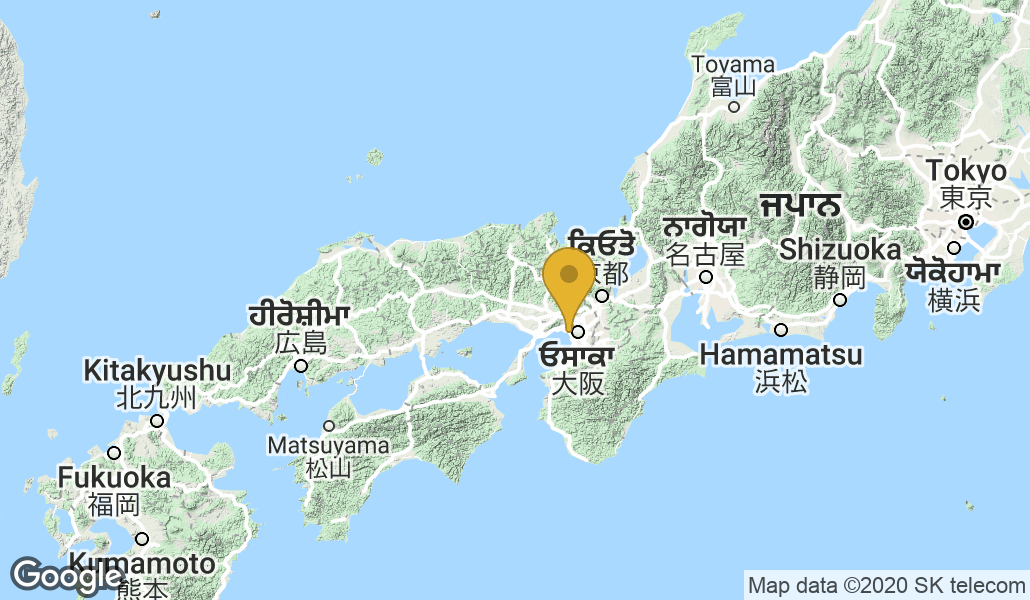 Toyama
富山
Tokyo
東京
ਜਪਾਨ
ਨਾਗੋਯਾ
名古屋
ਕਿਓਤੋ
京都
Shizuoka
静岡
ਯੋਕੋਹਾਮਾ
横浜
ਹੀਰੋਸ਼ੀਮਾ
広島
ਓਸਾਕਾ
大阪
Hamamatsu
浜松
Kitakyushu
北九州
Matsuyama
松山
Fukuoka
福岡
Kumamoto
熊本
Google
Map data ©2020 SK telecom